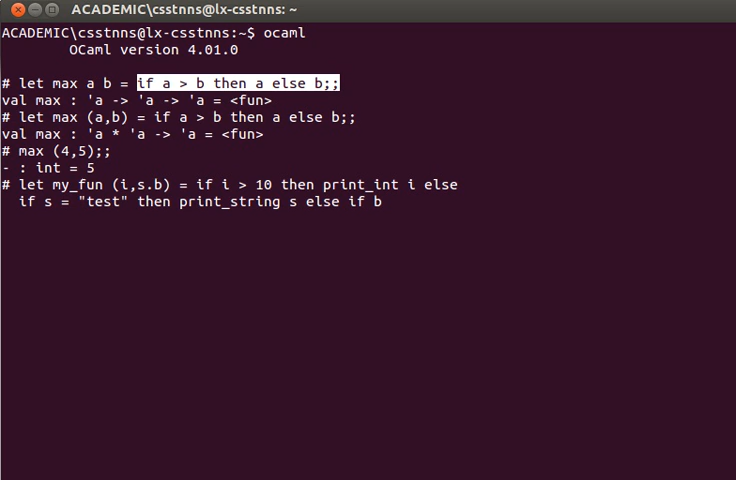 ACADEMIC\csstnns@lx-csstnns: ~
ACADEMIC\csstnns@lx-csstnns:~$ ocaml
        OCaml version 4.01.0
# let max a b = if a > b then a else b;;
val max : 'a -> 'a -> 'a = <fun>
# let max (a,b) = if a > b then a else b;;
val max : 'a * 'a -> 'a = <fun>
# max (4,5);;
- : int = 5
# let my_fun (i,s.b) = if i > 10 then print_int i else
  if s = "test" then print_string s else if b